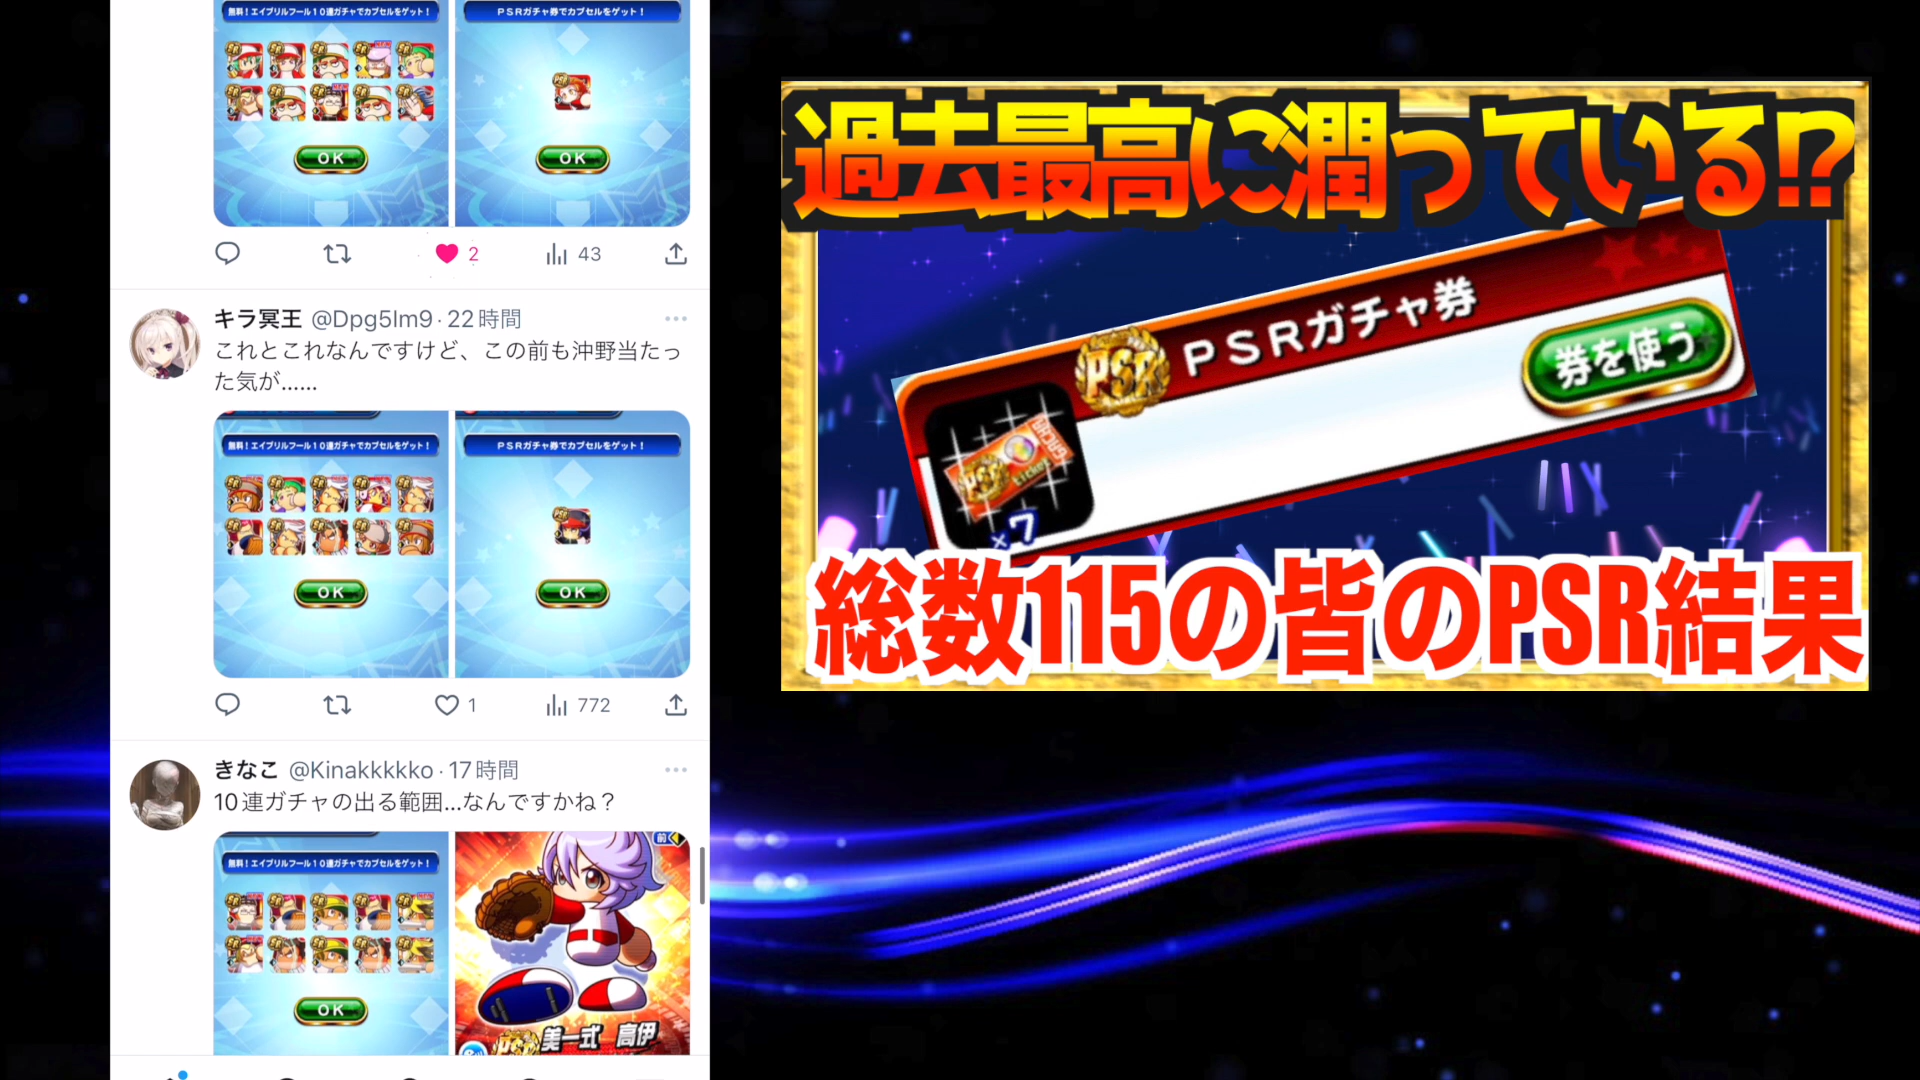 無料！エイプリルフール１０連ガチャでカプセルをゲット！
ＰＳＲガチャ券でカプセルをゲット！
OK
OK
2
43
キラ冥王 @Dpg5Im9・22時間
これとこれなんですけど、この前も沖野当たっ
た気が......
無料！エイプリルフール１０連ガチャでカプセルをゲット！
ＰＳＲガチャ券でカプセルをゲット！
OK
OK
1
772
きなこ @Kinakkkkko・17時間
10連ガチャの出る範囲...なんですかね？
無料！エイプリルフール１０連ガチャでカプセルをゲット！
OK
前
PSR 美一式 高伊
過去最高に潤っている!?
PSR
ＰＳＲガチャ券
券を使う
PSR ticket GACHA
×7
総数115の皆のPSR結果